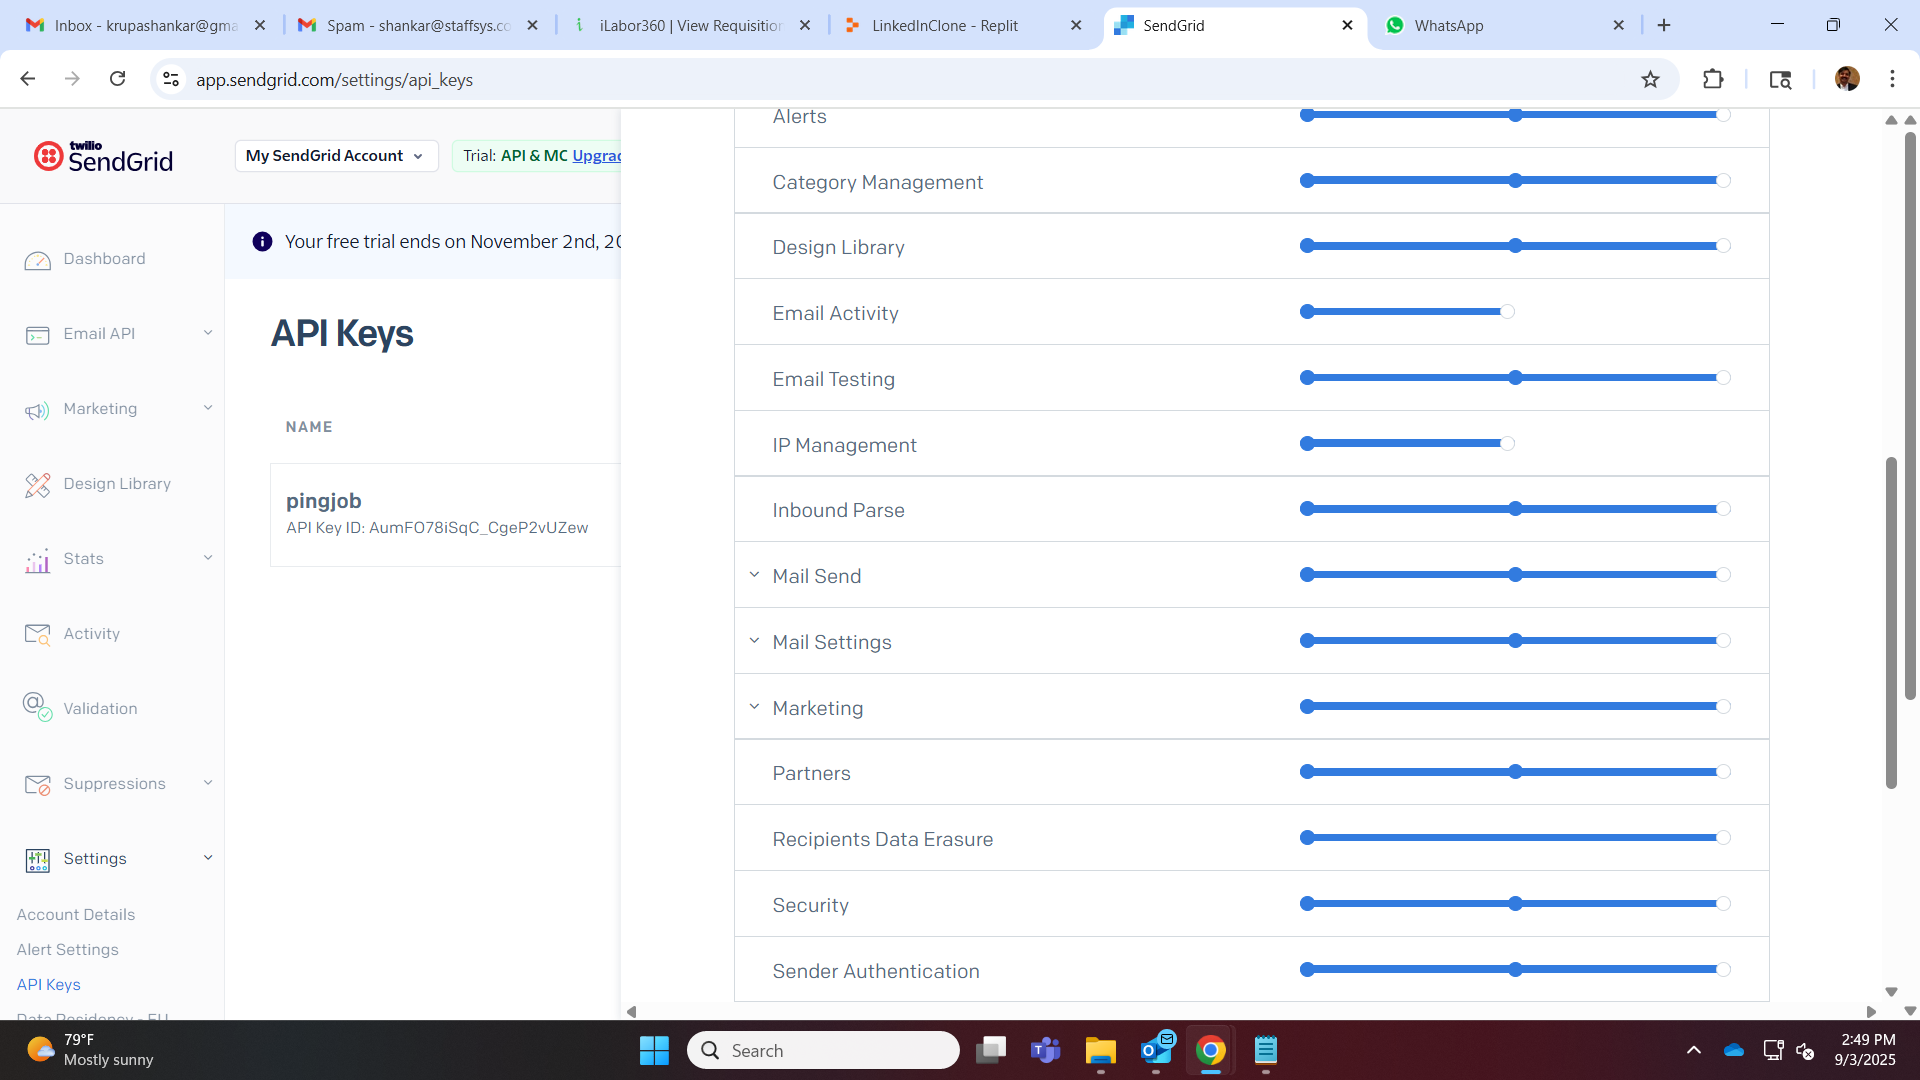 Inbox - krupashankar@gma
Spam - shankar@staffsys.co
iLabor360 | View Requisition
LinkedInClone - Replit
SendGrid
WhatsApp
app.sendgrid.com/settings/api_keys
twilio
SendGrid
My SendGrid Account
Trial: API & MC Upgrad
Your free trial ends on November 2nd, 20
Dashboard
Email API
Marketing
Design Library
Stats
Activity
Validation
Suppressions
Settings
Account Details
Alert Settings
API Keys
Data Residency - EU
API Keys
NAME
pingjob
API Key ID: AumFO78iSqC_CgeP2vUZew
Alerts
Category Management
Design Library
Email Activity
Email Testing
IP Management
Inbound Parse
Mail Send
Mail Settings
Marketing
Partners
Recipients Data Erasure
Security
Sender Authentication
79°F
Mostly sunny
Search
2:49 PM
9/3/2025